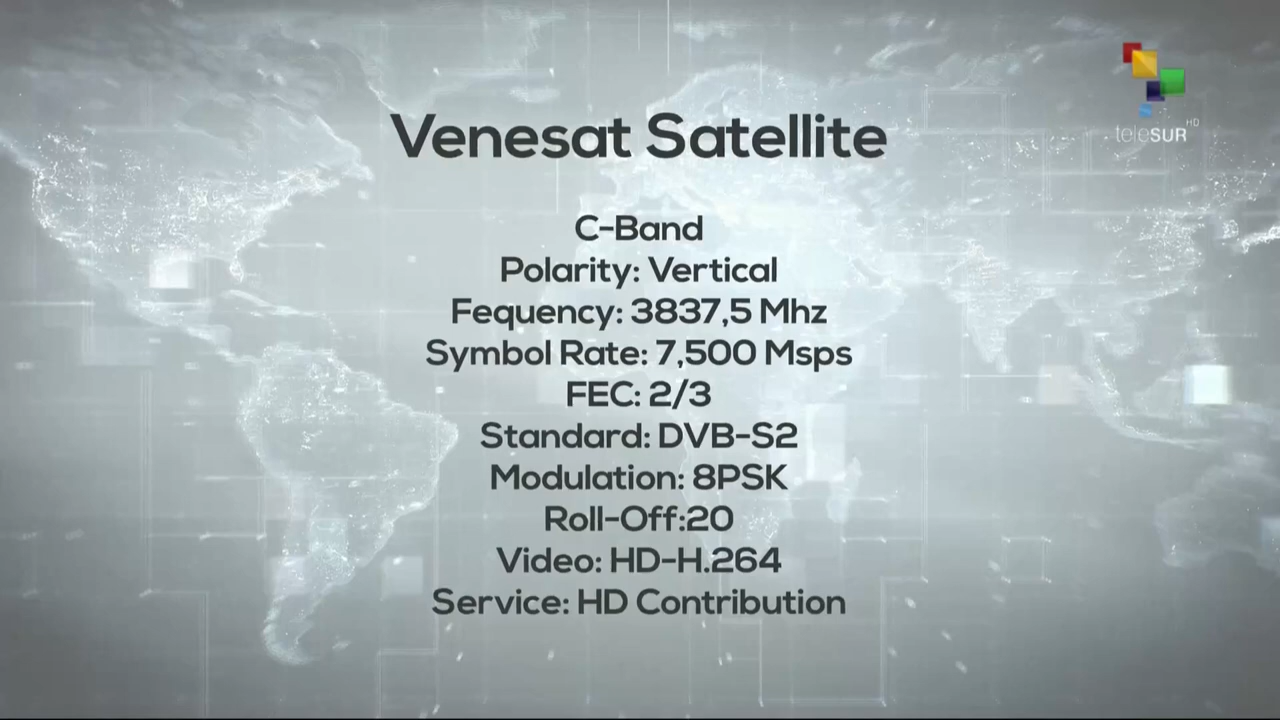 Venesat Satellite
C-Band
Polarity: Vertical
Fequency: 3837,5 Mhz
Symbol Rate: 7,500 Msps
FEC: 2/3
Standard: DVB-S2
Modulation: 8PSK
Roll-Off:20
Video: HD-H.264
Service: HD Contribution
teleSUR HD